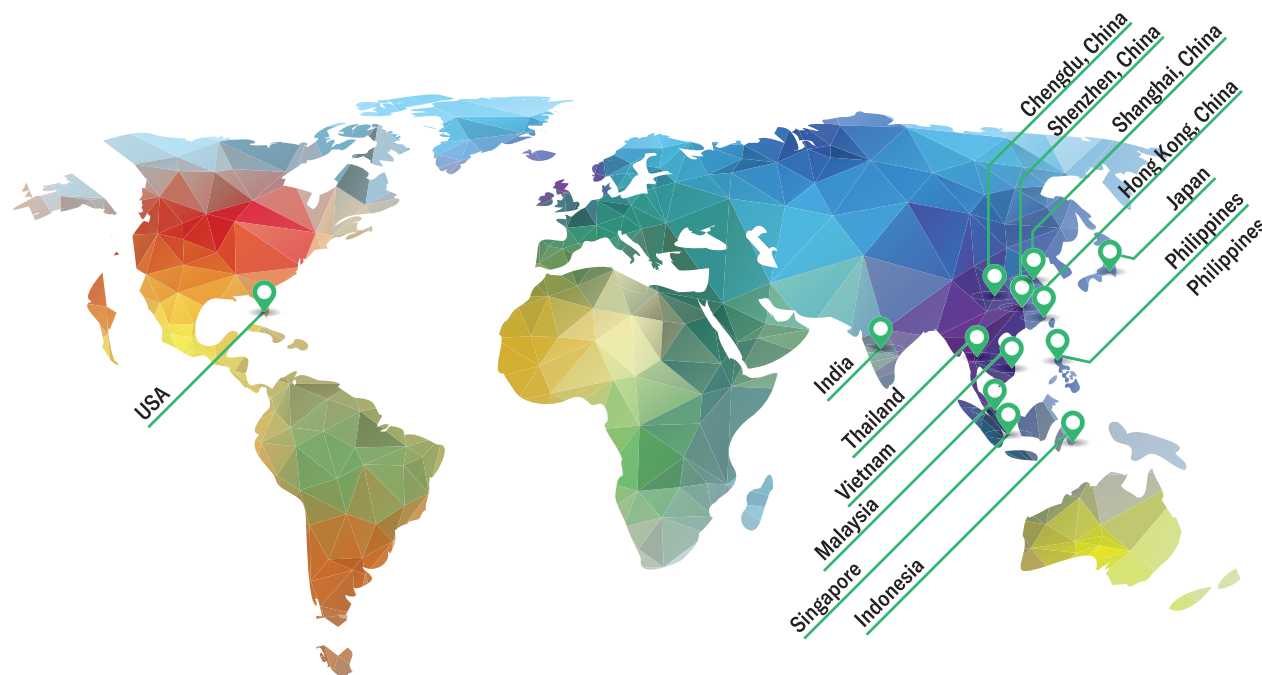 Chengdu, China
Shenzhen, China
Shanghai, China
Hong Kong, China
Japan
Philippines
Philippines
USA
India
Thailand
Vietnam
Malaysia
Singapore
Indonesia